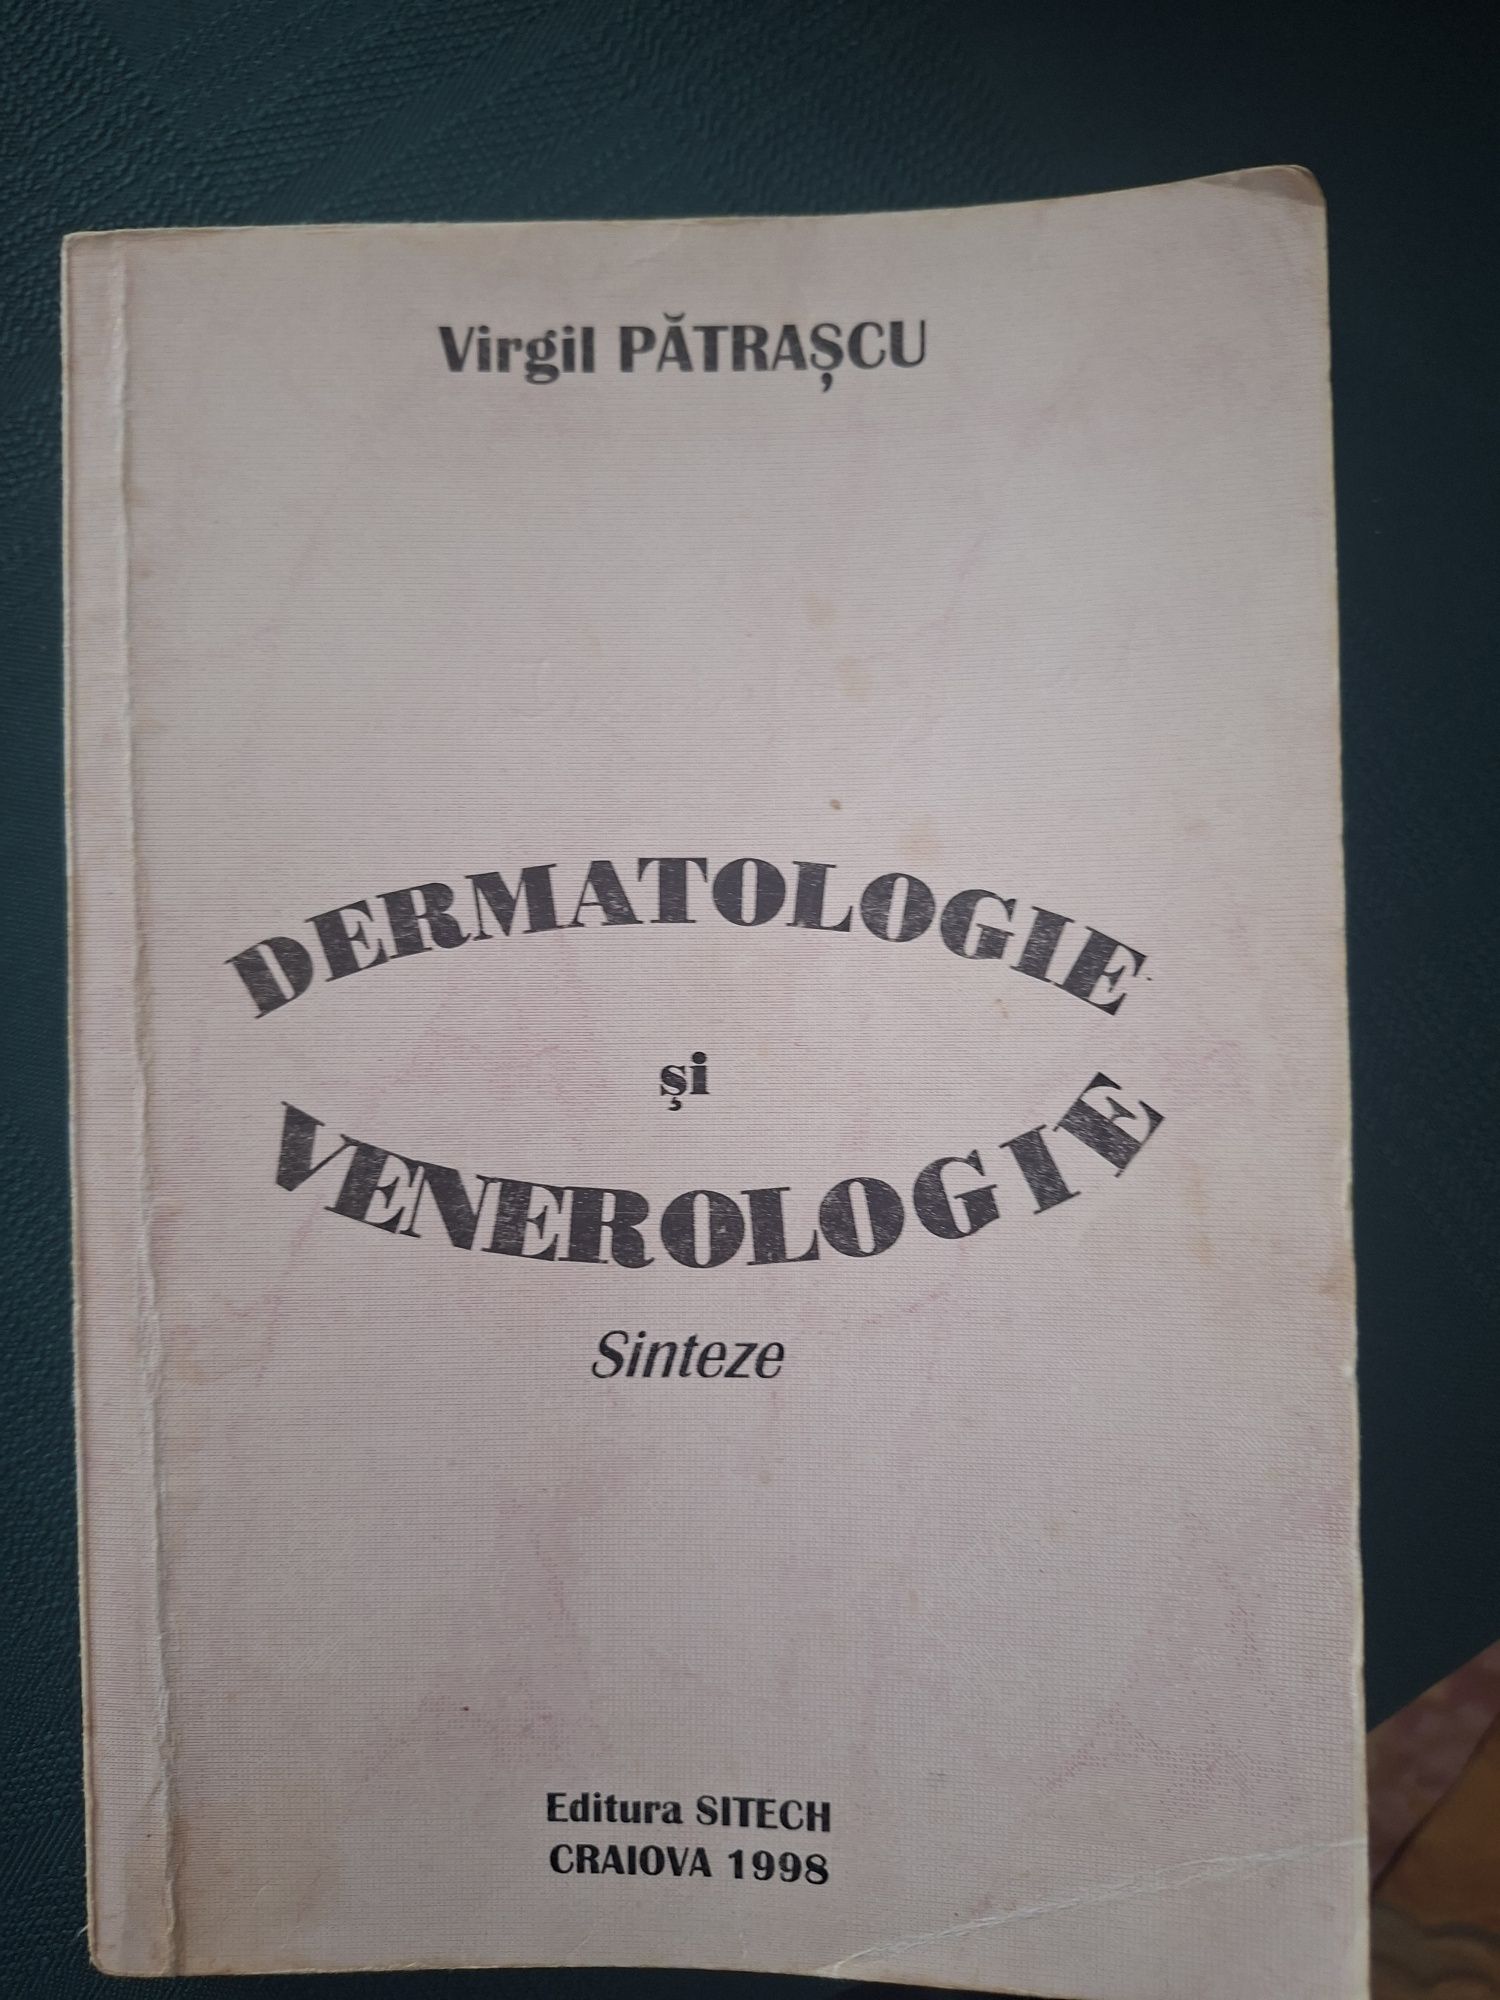 Virgil PĂTRAȘCU
DERMATOLOGIE
și
VENEROLOGIE
Sinteze
Editura SITECH
CRAIOVA 1998